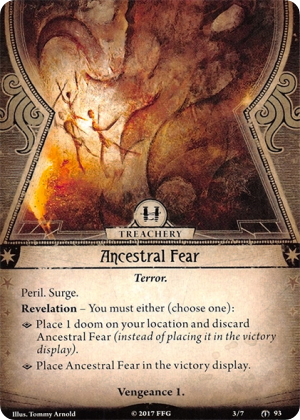 TREACHERY
Ancestral Fear
Terror.
Peril. Surge.
Revelation – You must either (choose one):
Place 1 doom on your location and discard
Ancestral Fear (instead of placing it in the victory
display).
Place Ancestral Fear in the victory display.
Vengeance 1.
Illus. Tommy Arnold © 2017 FFG 3/7 93